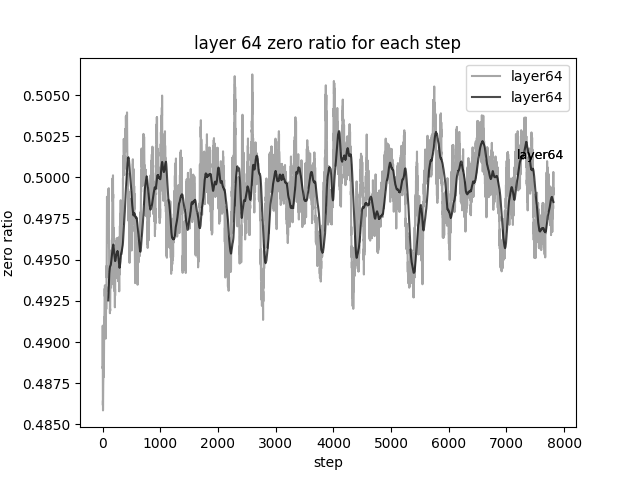 layer 64 zero ratio for each step
layer64
layer64
layer64
0.5050
0.5025
0.5000
0.4975
0.4950
0.4925
0.4900
0.4875
0.4850
zero ratio
0 1000 2000 3000 4000 5000 6000 7000 8000
step